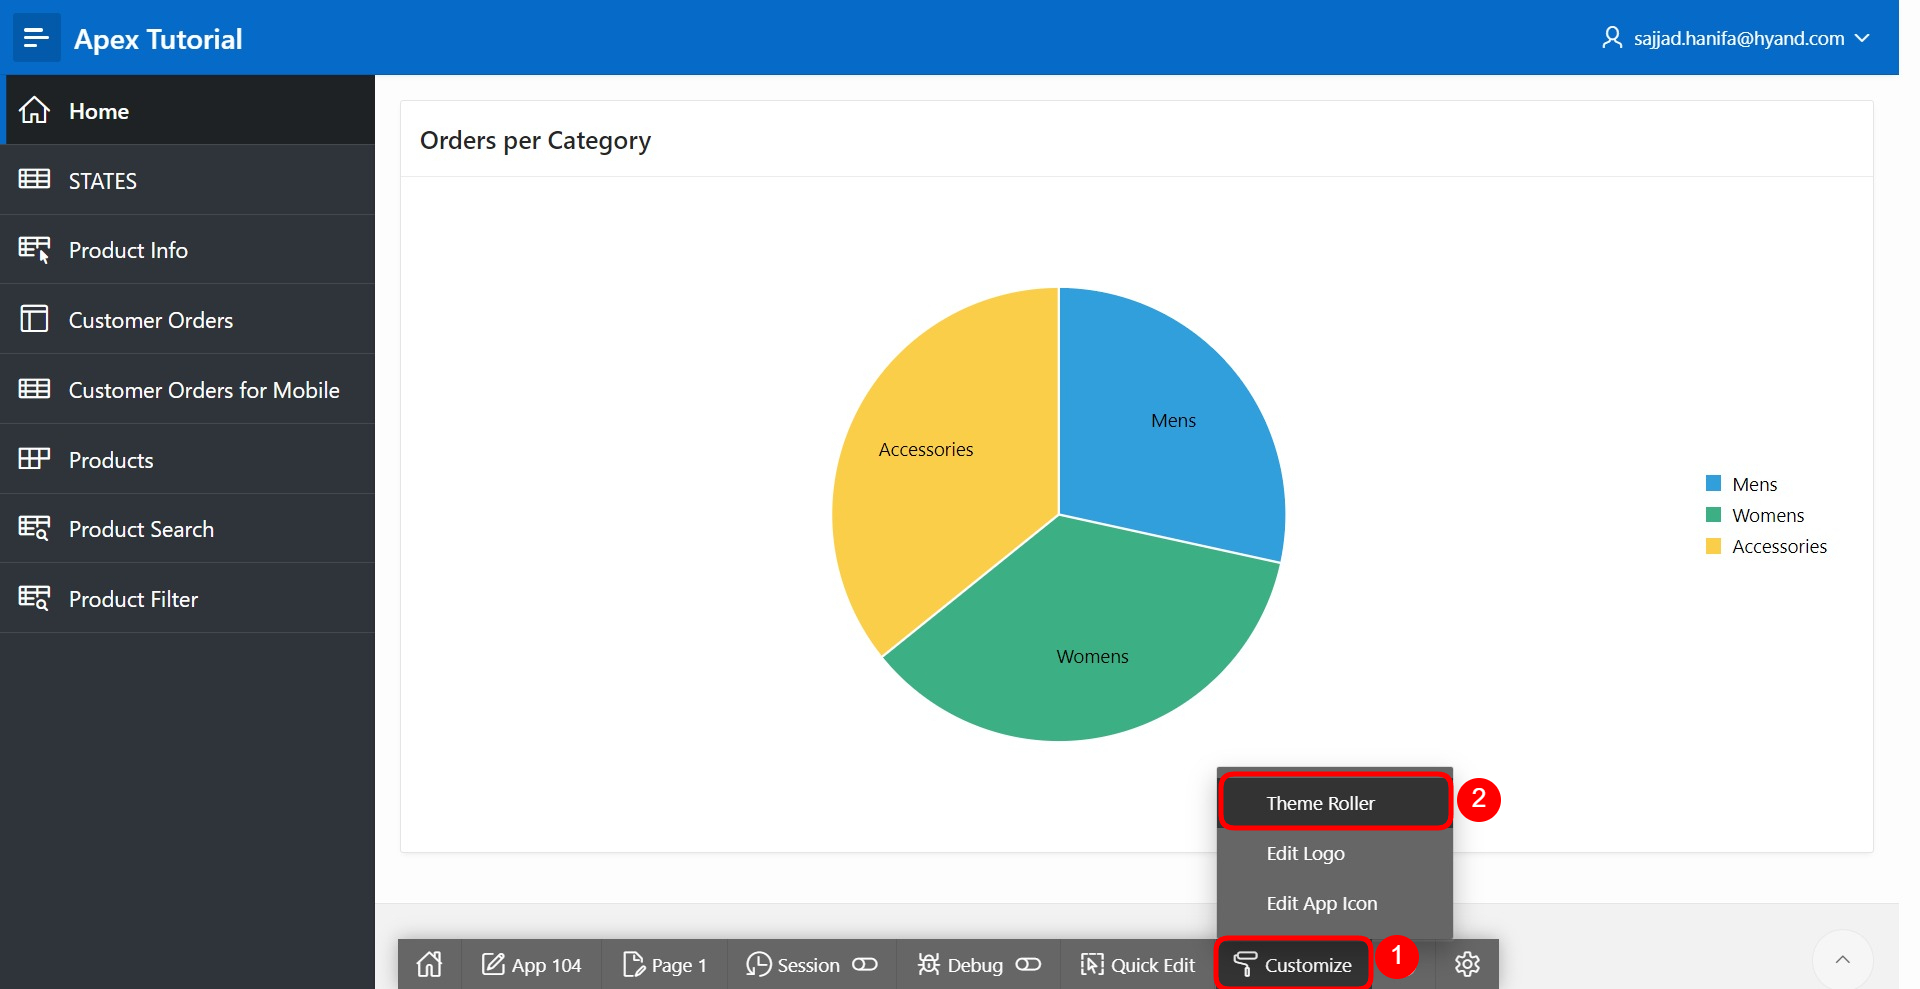 Apex Tutorial
sajjad.hanifa@hyand.com
Home
STATES
Product Info
Customer Orders
Customer Orders for Mobile
Products
Product Search
Product Filter
Orders per Category
Mens
Accessories
Womens
Mens
Womens
Accessories
Theme Roller
2
Edit Logo
Edit App Icon
App 104
Page 1
Session
Debug
Quick Edit
Customize
1